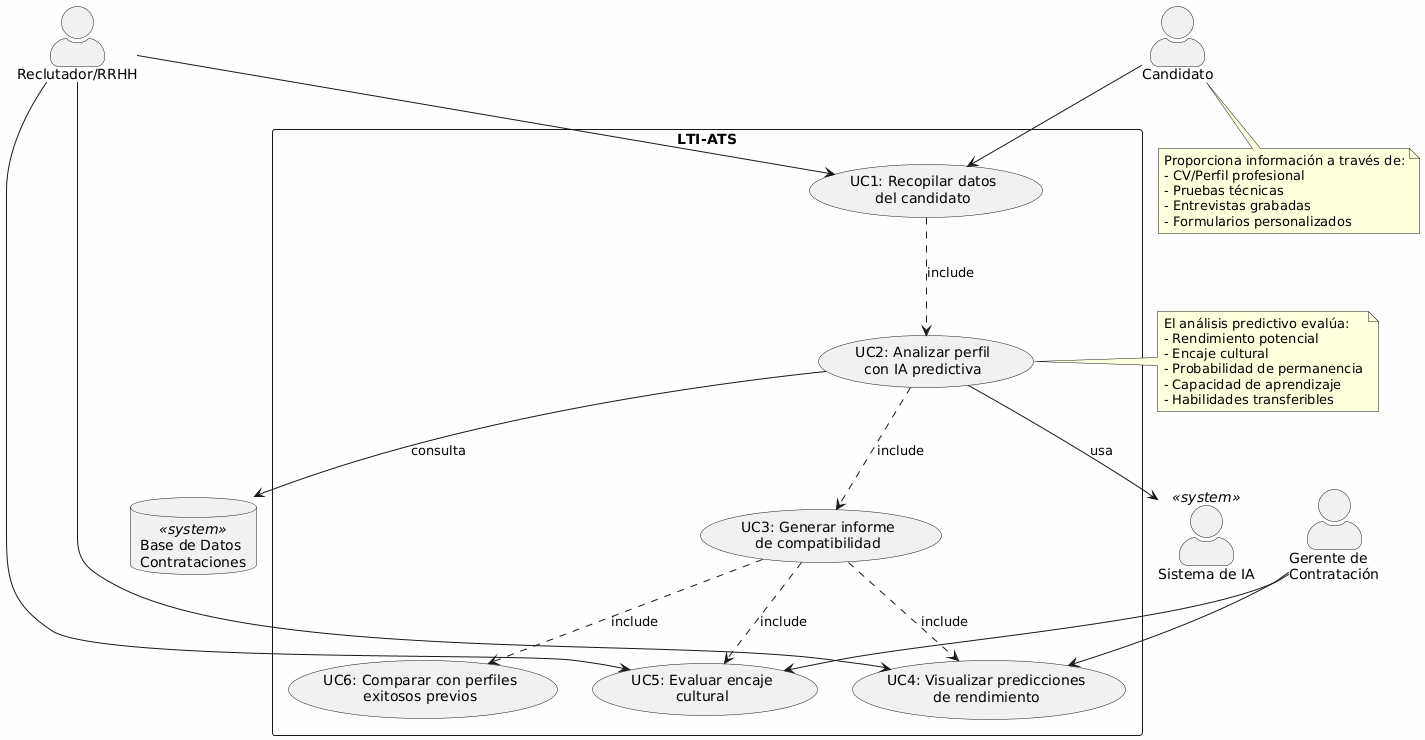 Reclutador/RRHH
Candidato
LTI-ATS
Proporciona información a través de:
- CV/Perfil profesional
- Pruebas técnicas
- Entrevistas grabadas
- Formularios personalizados
UC1: Recopilar datos
del candidato
include
El análisis predictivo evalúa:
- Rendimiento potencial
- Encaje cultural
- Probabilidad de permanencia
- Capacidad de aprendizaje
- Habilidades transferibles
UC2: Analizar perfil
con IA predictiva
consulta
include
usa
«system»
Base de Datos
Contrataciones
UC3: Generar informe
de compatibilidad
«system»
Sistema de IA
Gerente de
Contratación
include
include
include
UC6: Comparar con perfiles
exitosos previos
UC5: Evaluar encaje
cultural
UC4: Visualizar predicciones
de rendimiento